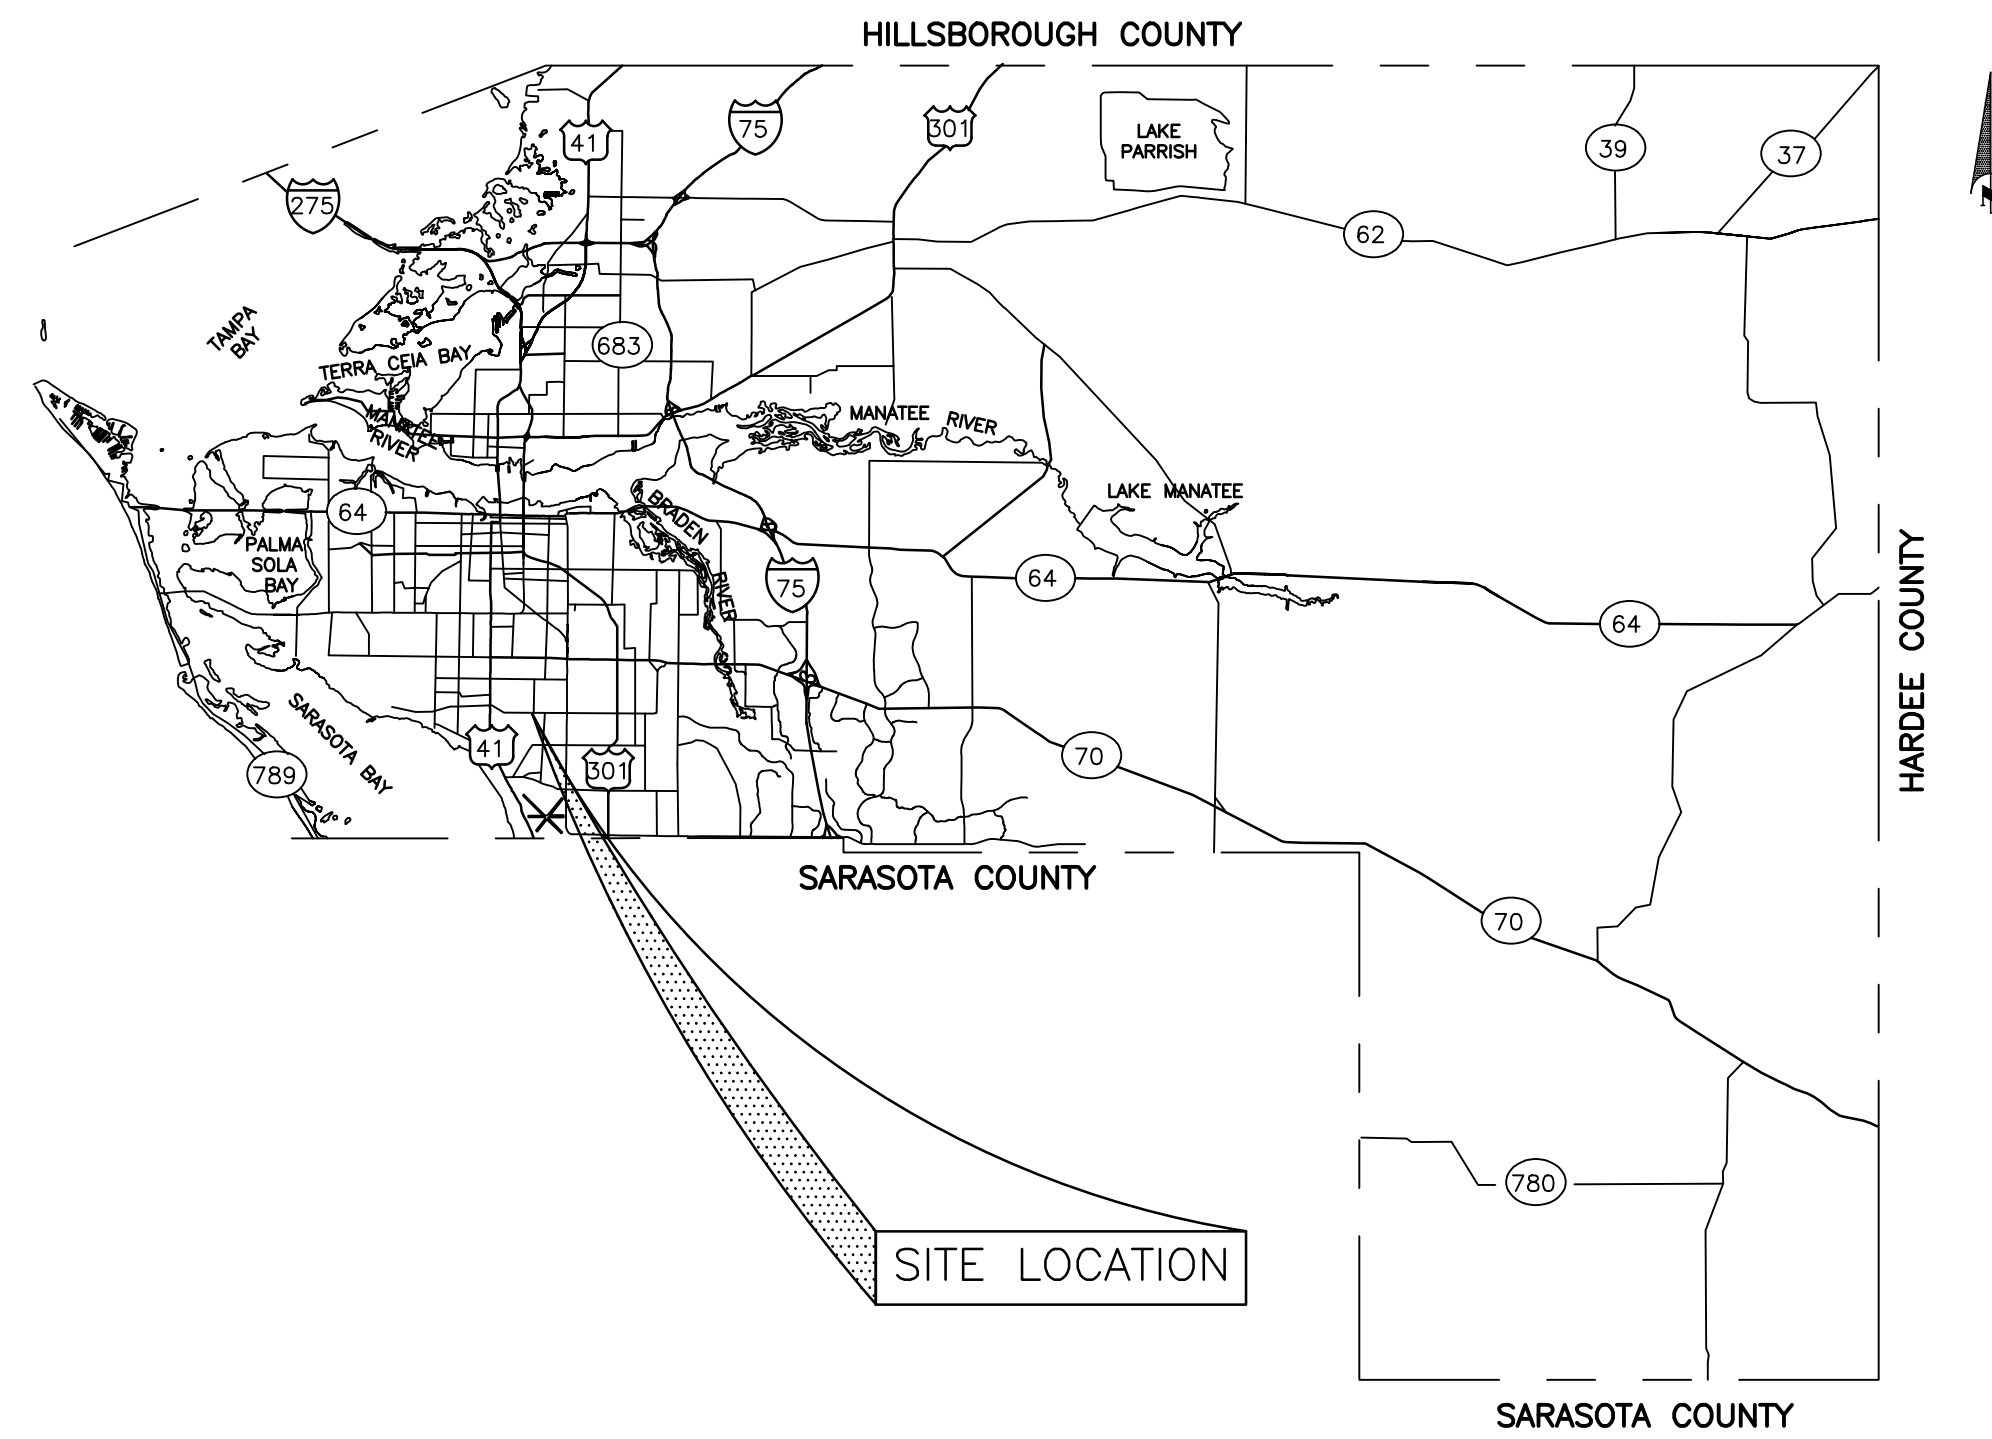 HILLSBOROUGH COUNTY
41
75
301
LAKE
PARRISH
39
37
275
62
TAMPA
BAY
683
TERRA CEIA BAY
MANATEE
RIVER
MANATEE RIVER
64
BRADEN
RIVER
LAKE MANATEE
PALMA
SOLA
BAY
75
64
64
HARDEE COUNTY
SARASOTA BAY
789
41
301
70
SARASOTA COUNTY
70
780
SITE LOCATION
SARASOTA COUNTY